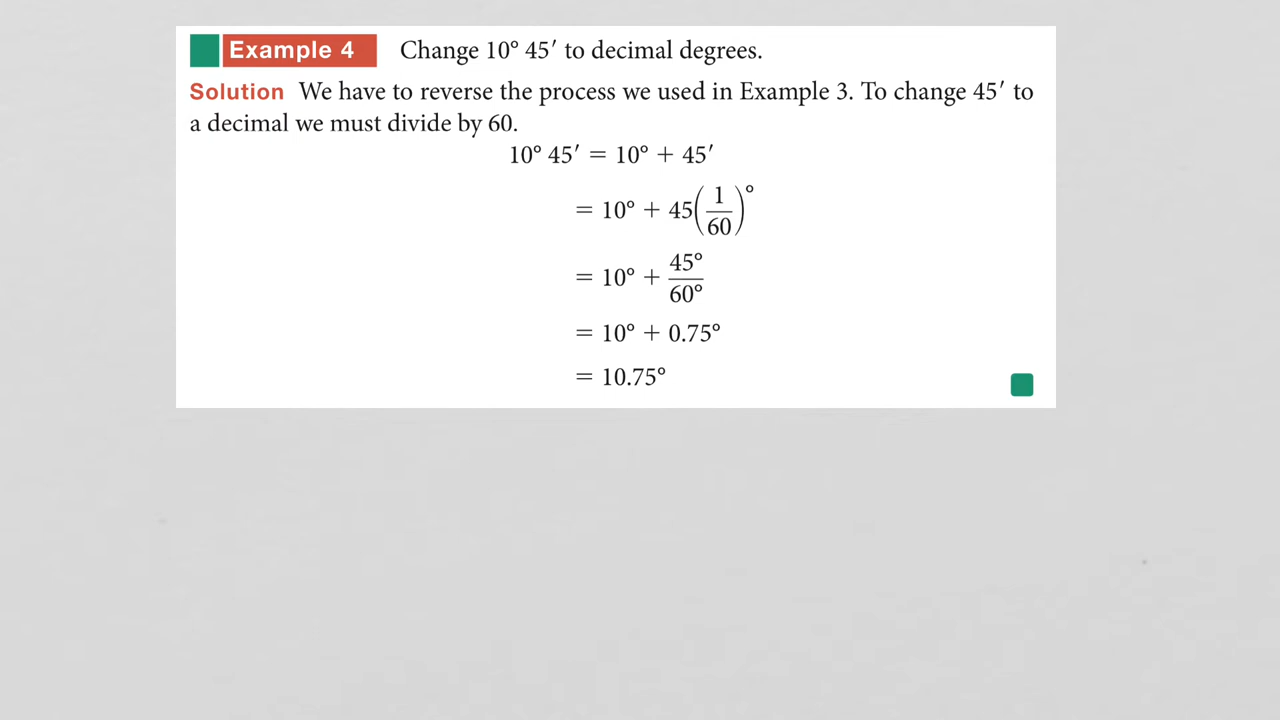 Example 4 Change 10° 45′ to decimal degrees.
Solution We have to reverse the process we used in Example 3. To change 45′ to
a decimal we must divide by 60.
10° 45′ = 10° + 45′
= 10° + 45(1/60)°
= 10° + 45°/60°
= 10° + 0.75°
= 10.75°